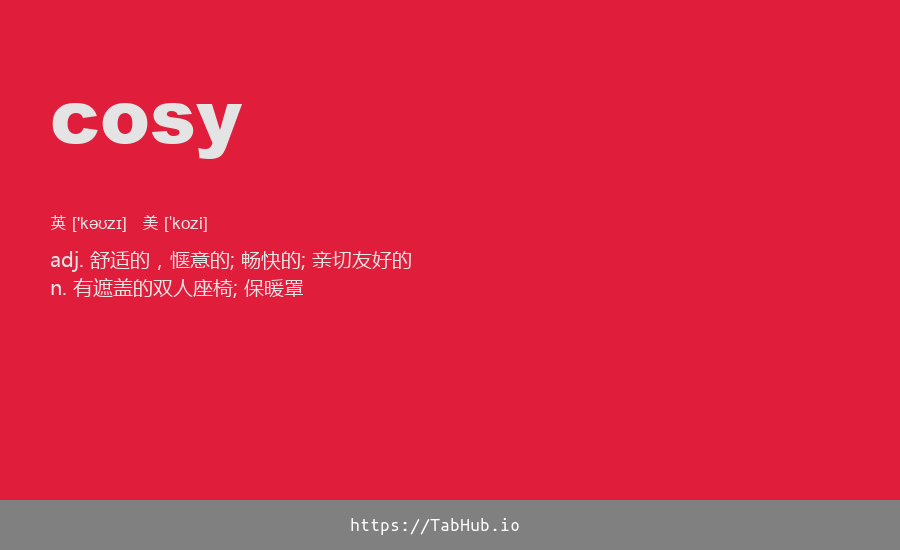 cosy
英 ['kəʊzɪ] 美 [ˈkozi]
adj. 舒适的，惬意的; 畅快的; 亲切友好的
n. 有遮盖的双人座椅; 保暖罩
https://TabHub.io